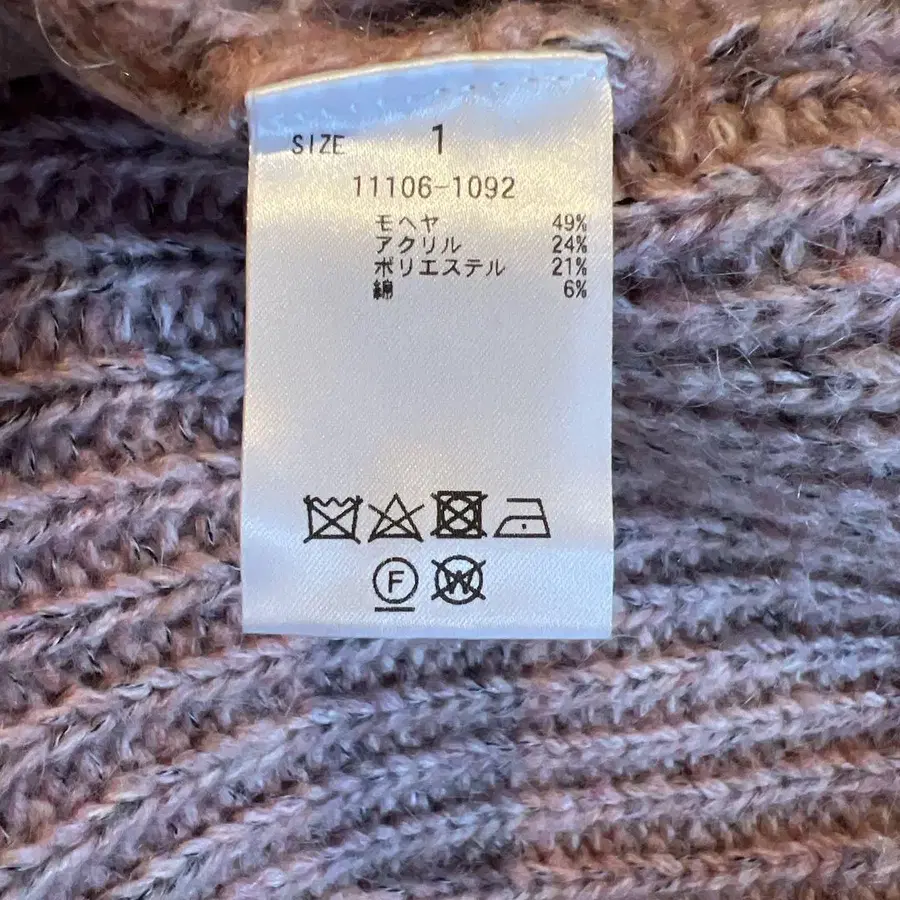 SIZE 1
11106-1092
モヘヤ 49%
アクリル 24%
ポリエステル 21%
綿 6%
F W